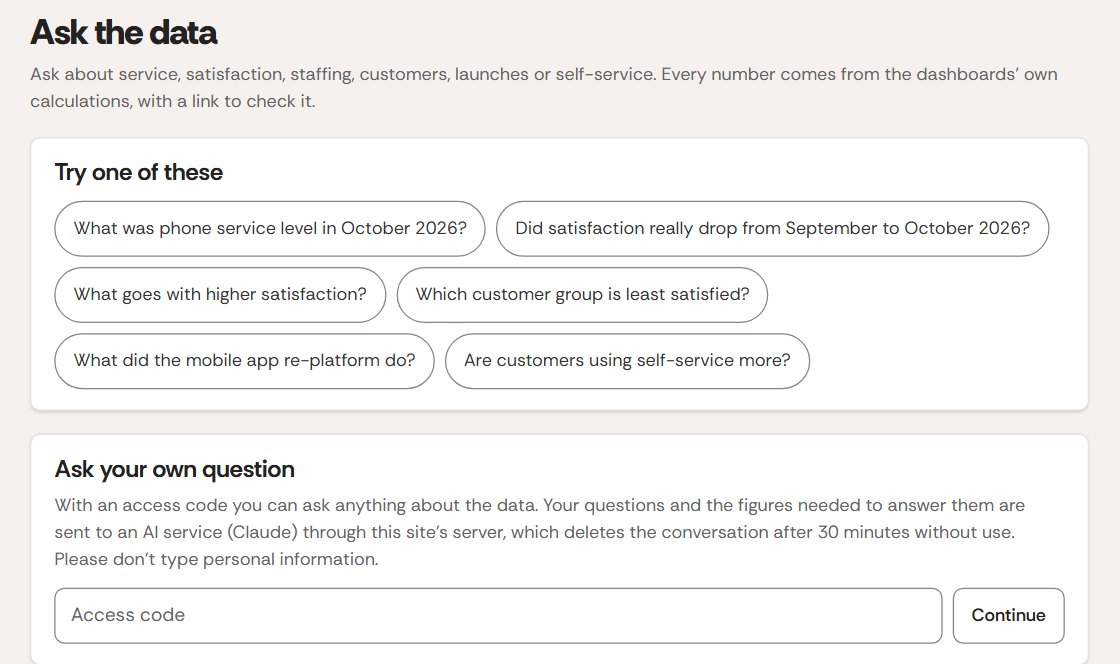 Ask the data
Ask about service, satisfaction, staffing, customers, launches or self-service. Every number comes from the dashboards’ own
calculations, with a link to check it.
Try one of these
What was phone service level in October 2026?
Did satisfaction really drop from September to October 2026?
What goes with higher satisfaction?
Which customer group is least satisfied?
What did the mobile app re-platform do?
Are customers using self-service more?
Ask your own question
With an access code you can ask anything about the data. Your questions and the figures needed to answer them are
sent to an AI service (Claude) through this site’s server, which deletes the conversation after 30 minutes without use.
Please don’t type personal information.
Access code
Continue